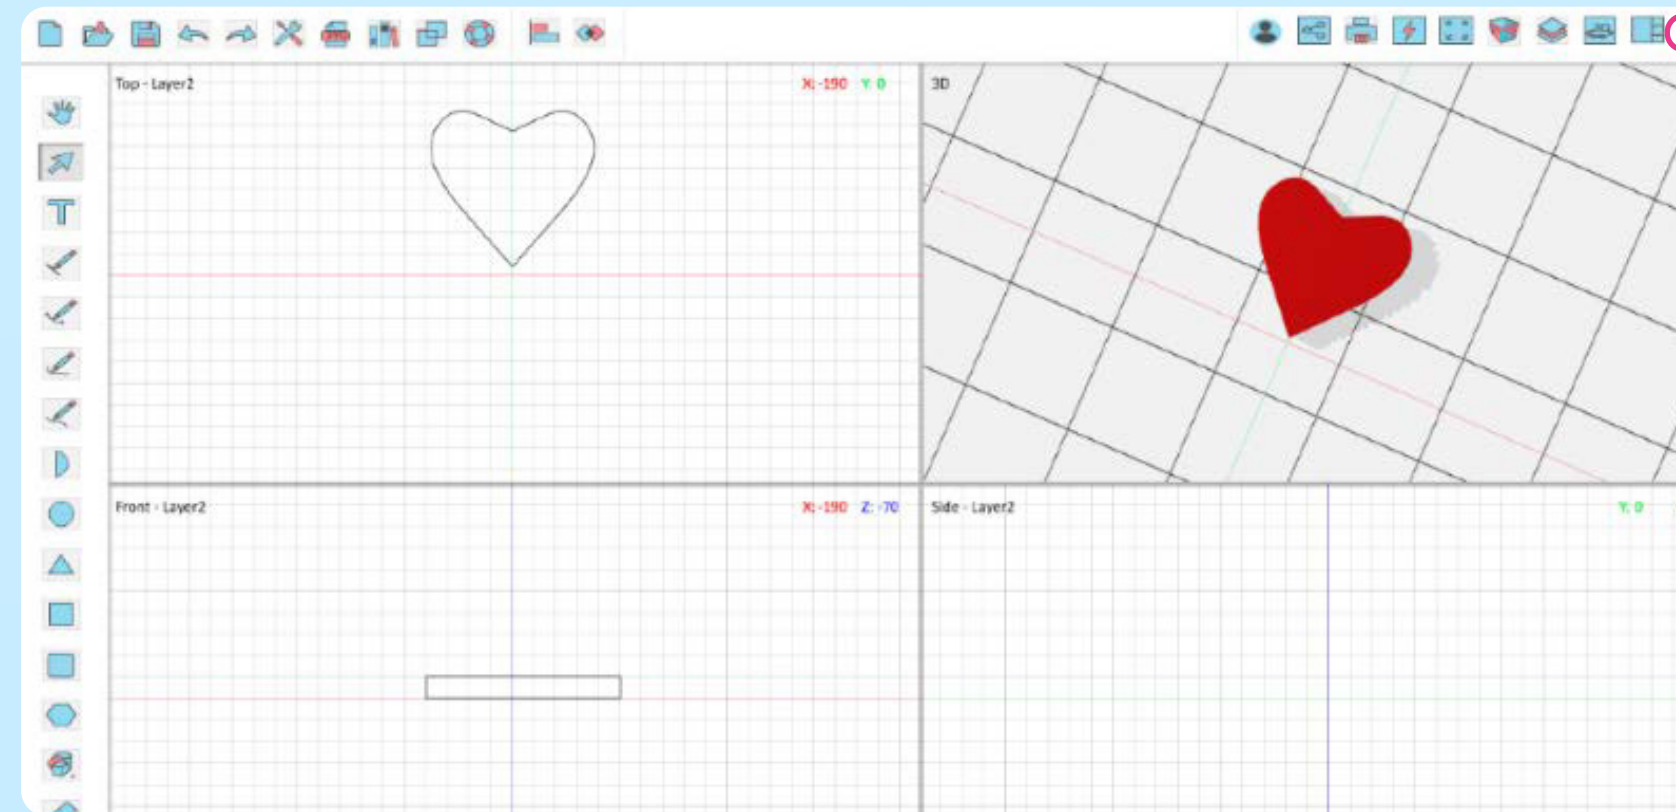 Top - Layer2
X: -190 Y: 0
3D
Front - Layer2
X: -190 Z: -70
Side - Layer2
Y: 0